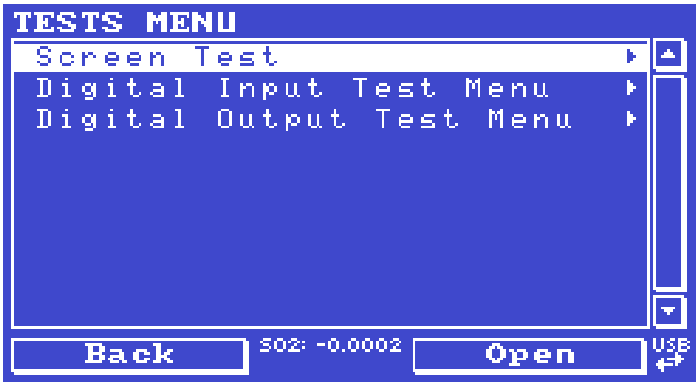 TESTS MENU
Screen Test
Digital Input Test Menu
Digital Output Test Menu
Back
SO2: -0.0002
Open
USB